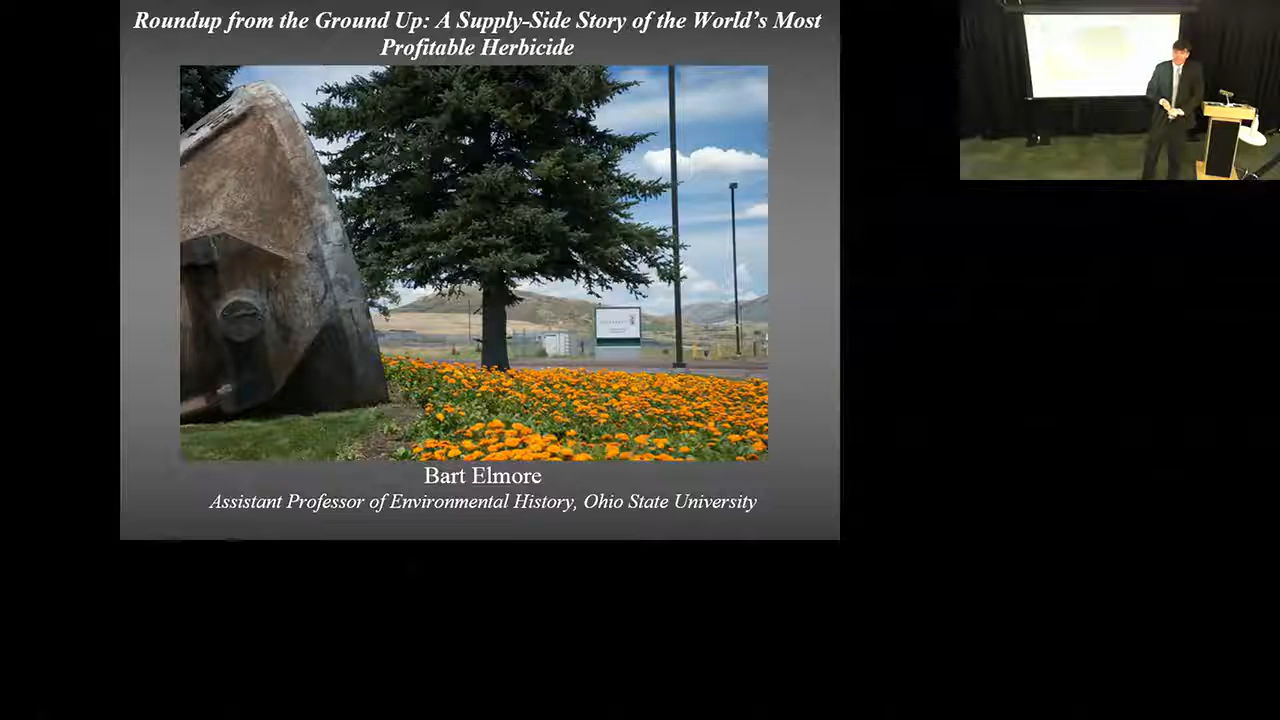 Roundup from the Ground Up: A Supply-Side Story of the World's Most
Profitable Herbicide
Bart Elmore
Assistant Professor of Environmental History, Ohio State University